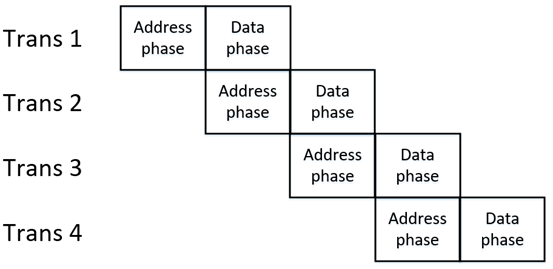 Trans 1
Address phase
Data phase
Trans 2
Address phase
Data phase
Trans 3
Address phase
Data phase
Trans 4
Address phase
Data phase